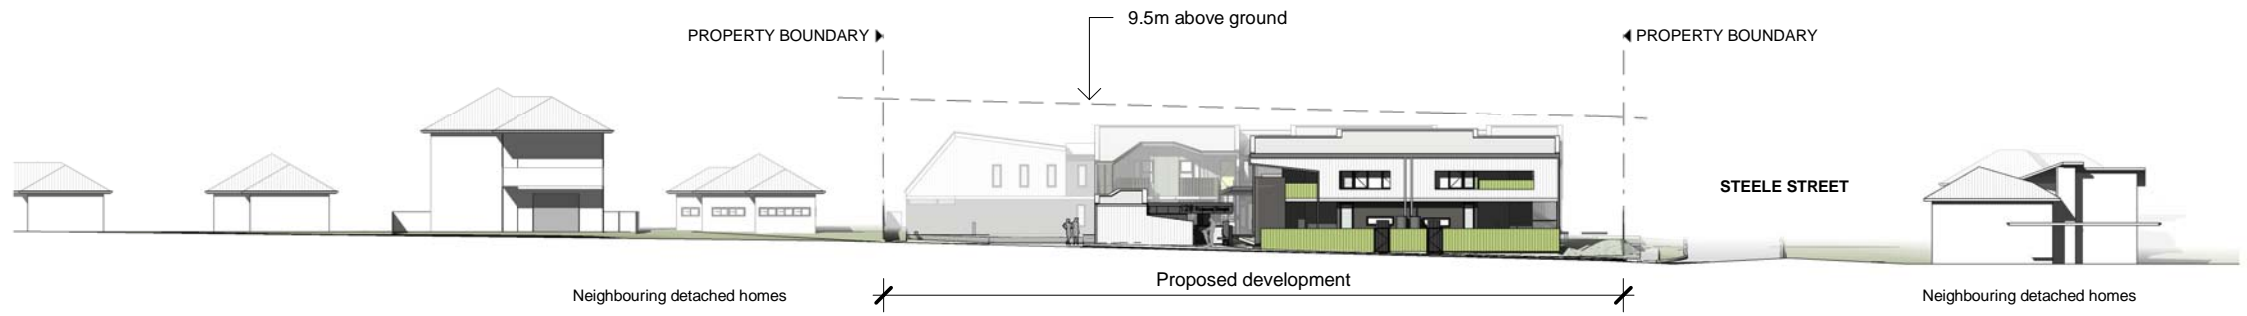 9.5m above ground
PROPERTY BOUNDARY
PROPERTY BOUNDARY
STEELE STREET
Proposed development
Neighbouring detached homes
Neighbouring detached homes